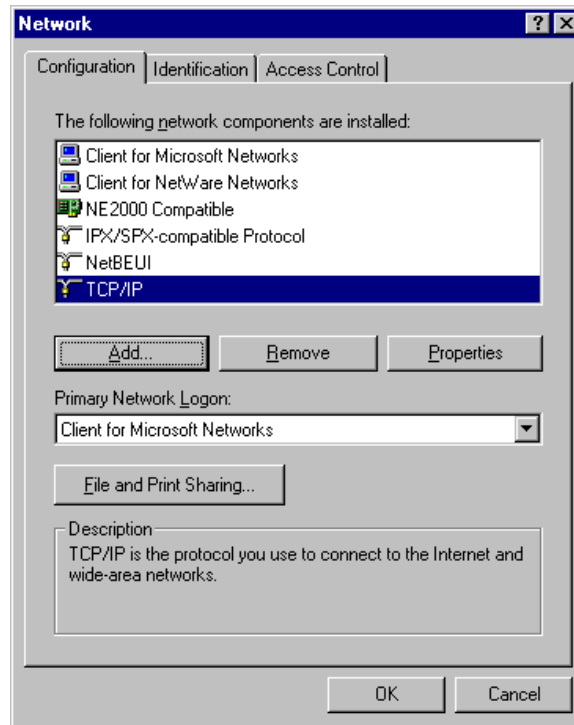 Network
Configuration Identification Access Control
The following network components are installed:
Client for Microsoft Networks
Client for NetWare Networks
NE2000 Compatible
IPX/SPX-compatible Protocol
NetBEUI
TCP/IP
Add... Remove Properties
Primary Network Logon:
Client for Microsoft Networks
File and Print Sharing...
Description
TCP/IP is the protocol you use to connect to the Internet and
wide-area networks.
OK Cancel